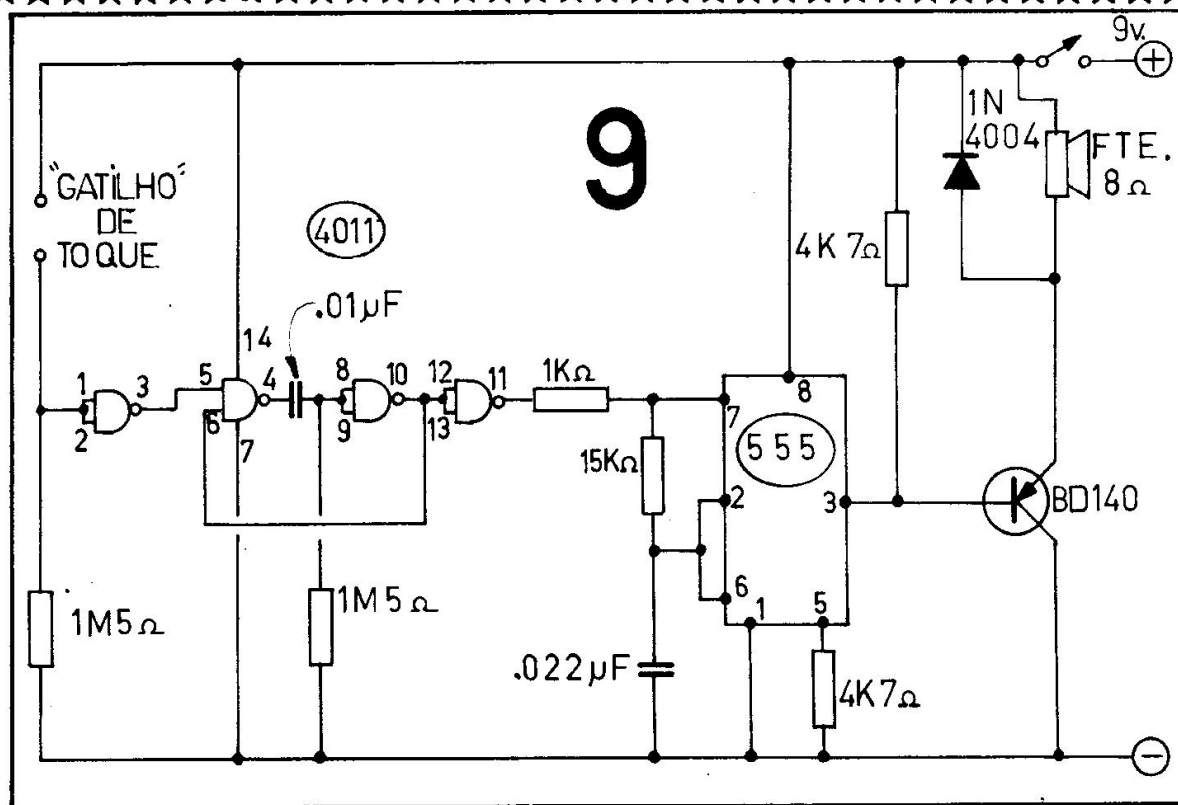 9v.
1N
4004
FTE.
8Ω
9
"GATILHO"
DE
TOQUE
4011
4K7Ω
.01µF
14
1
2
3
5
6
4
7
8
9
10
12
13
11
1KΩ
7
8
555
15KΩ
2
3
BD140
6
1
5
1M5Ω
1M5Ω
.022µF
4K7Ω